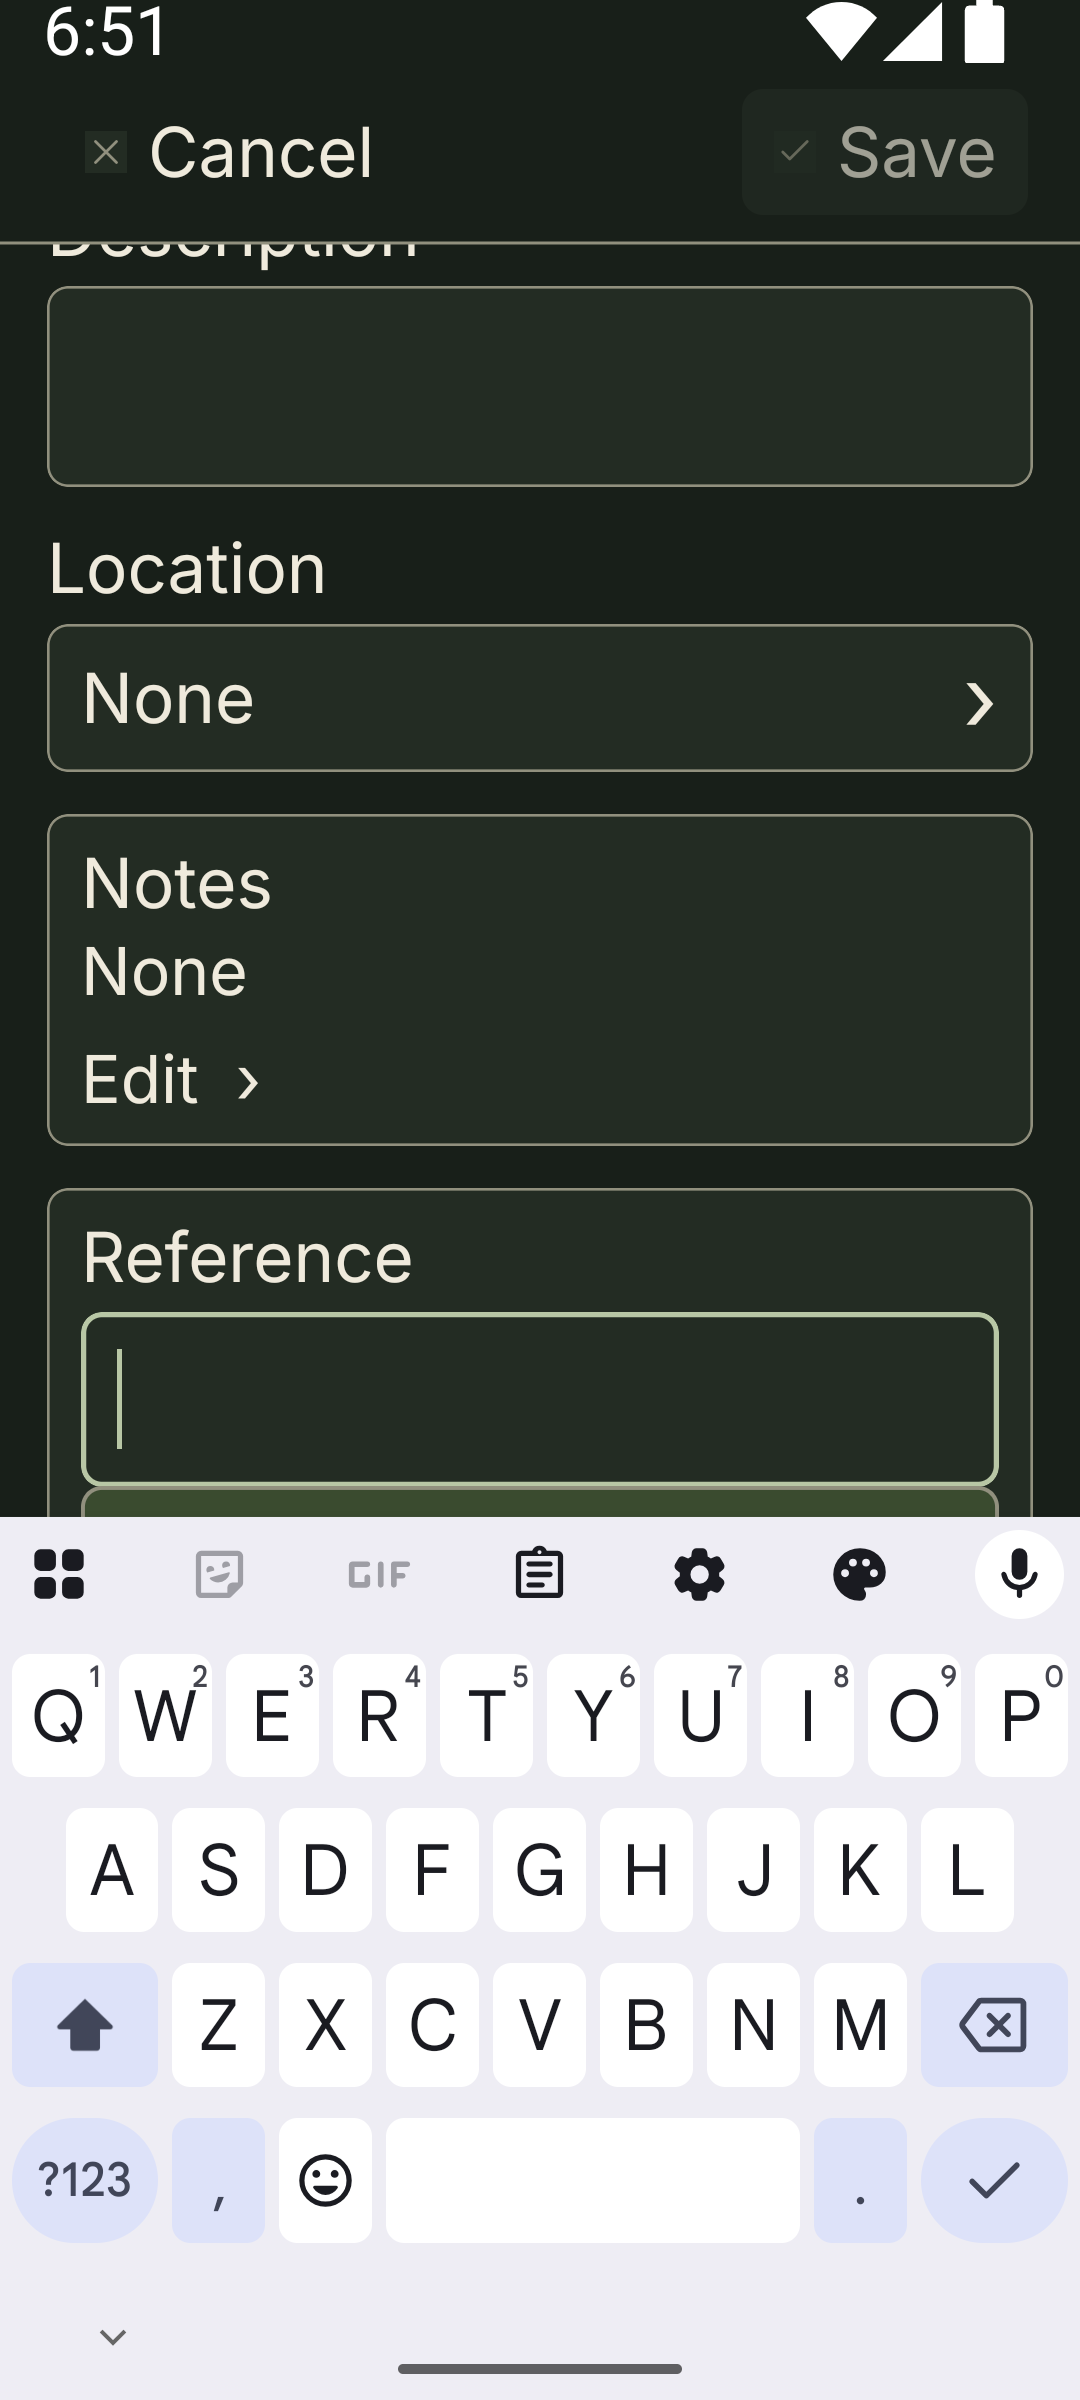 6:51
Cancel
Save
Description
Location
None
Notes
None
Edit
Reference
GIF
Q 1 W 2 E 3 R 4 T 5 Y 6 U 7 I 8 O 9 P 0
A S D F G H J K L
Z X C V B N M
?123 , .